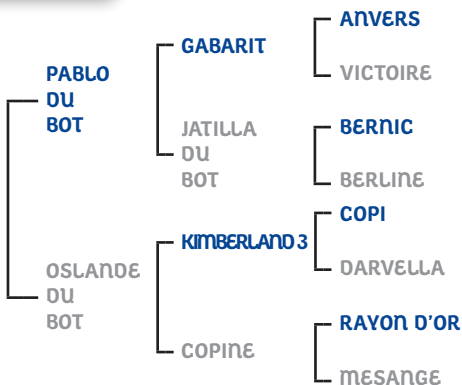 ANVERS
GABARIT
VICTOIRE
PABLO
DU
BOT
JATILLA
DU
BOT
BERNIC
BERLINE
COPI
KIMBERLAND 3
DARVELLA
OSLANDE
DU
BOT
RAYON D'OR
COPINE
MESANGE